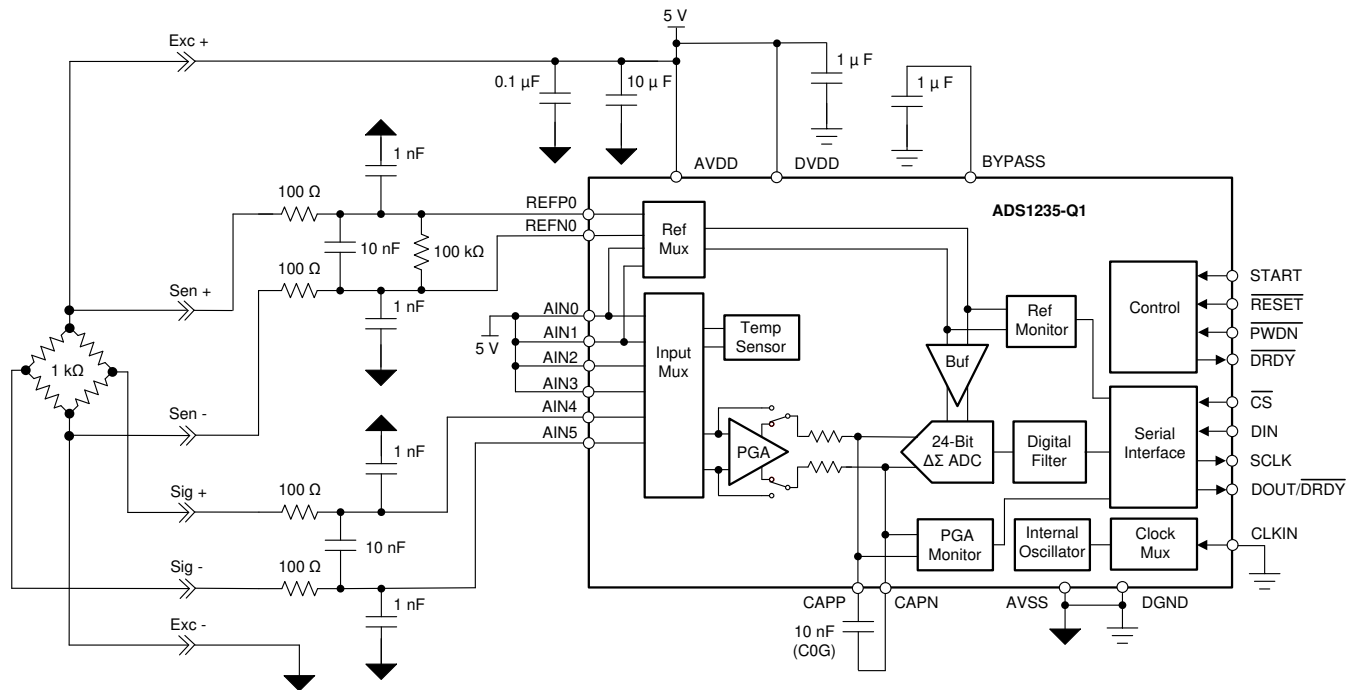 5 V
Exc +
0.1 µF
10 µ F
1 µ F
1 µ F
1 nF
AVDD
DVDD
BYPASS
100 Ω
REFP0
REFN0
ADS1235-Q1
Ref
Mux
10 nF
100 kΩ
100 Ω
1 nF
Sen +
START
RESET
PWDN
DRDY
Control
Ref
Monitor
AIN0
AIN1
AIN2
AIN3
AIN4
AIN5
5 V
Input
Mux
Temp
Sensor
Buf
1 kΩ
Sen -
1 nF
PGA
24-Bit
ΔΣ ADC
Digital
Filter
Serial
Interface
CS
DIN
SCLK
DOUT/DRDY
Sig +
100 Ω
10 nF
Sig -
100 Ω
1 nF
PGA
Monitor
Internal
Oscillator
Clock
Mux
CLKIN
Exc -
CAPP
CAPN
AVSS
DGND
10 nF
(C0G)